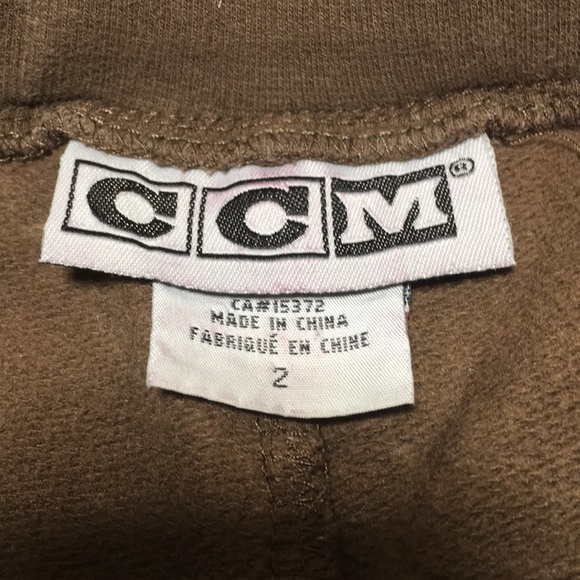 CCM®
CA#15372
MADE IN CHINA
FABRIQUÉ EN CHINE
2